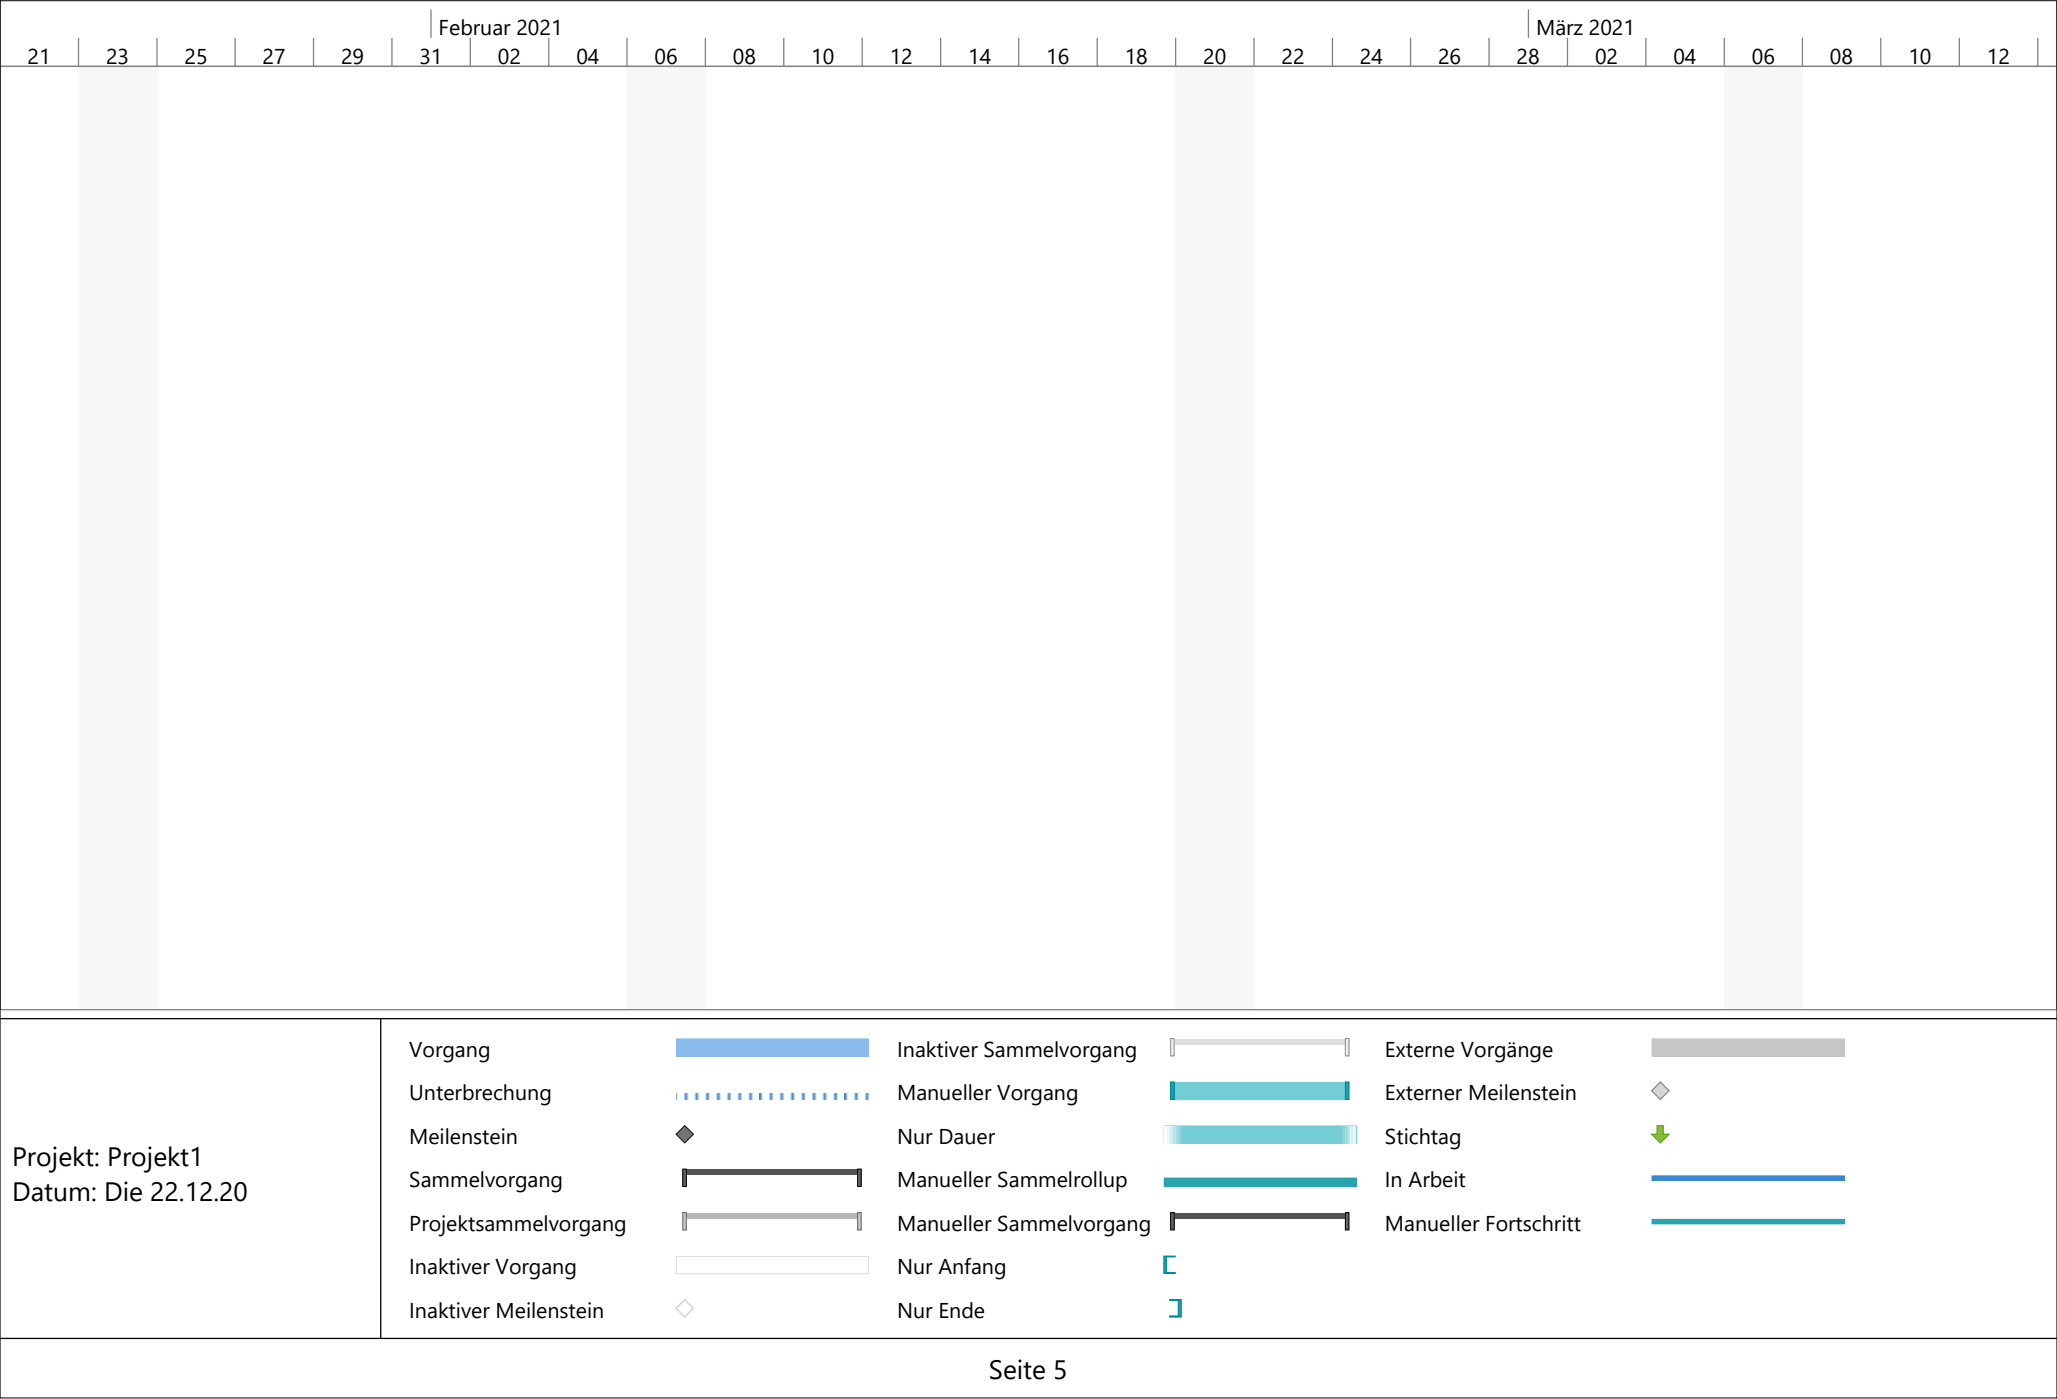 Februar 2021 März 2021
21 23 25 27 29 31 02 04 06 08 10 12 14 16 18 20 22 24 26 28 02 04 06 08 10 12
Projekt: Projekt1
Datum: Die 22.12.20
Vorgang
Unterbrechung
Meilenstein
Sammelvorgang
Projektsammelvorgang
Inaktiver Vorgang
Inaktiver Meilenstein
Inaktiver Sammelvorgang
Manueller Vorgang
Nur Dauer
Manueller Sammelrollup
Manueller Sammelvorgang
Nur Anfang
Nur Ende
Externe Vorgänge
Externer Meilenstein
Stichtag
In Arbeit
Manueller Fortschritt
Seite 5